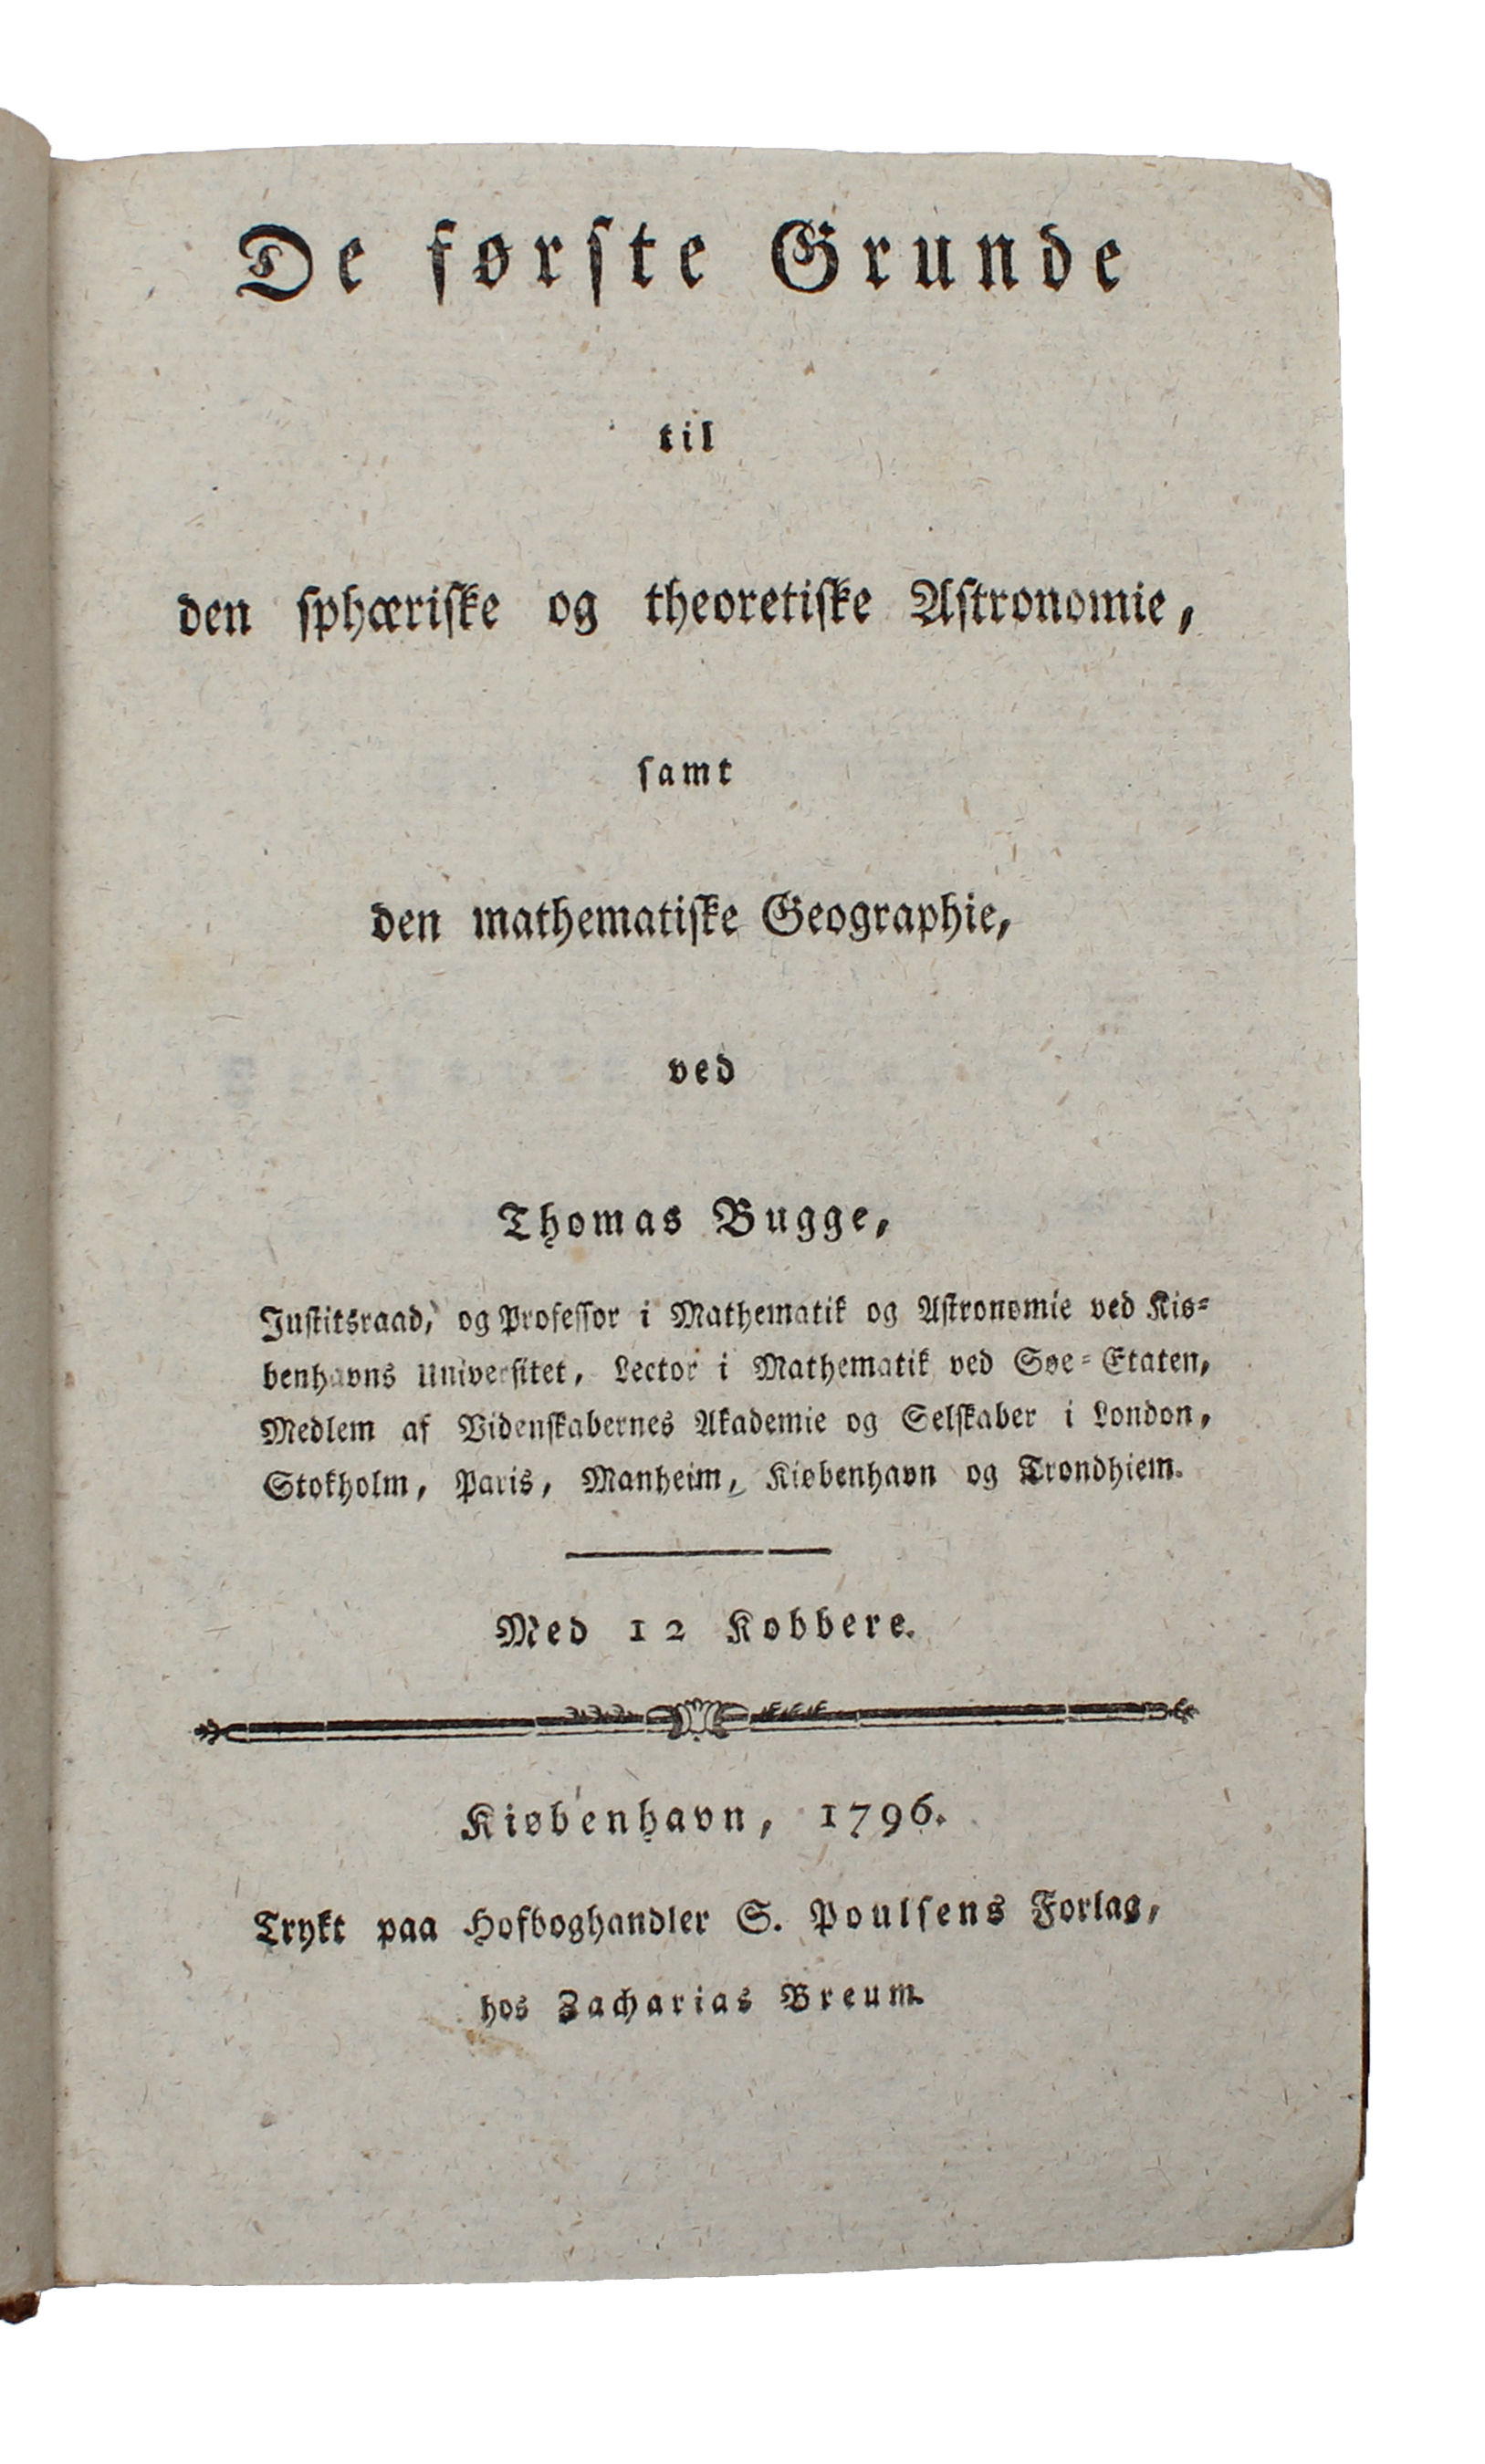 De første Grunde
til
den sphæriske og theoretiske Astronomie,
samt
den mathematiske Geographie,
ved
Thomas Bugge,
Justitsraad, og Professor i Mathematik og Astronomie ved Kiø-
benhavns Universitet, Lector i Mathematik ved Søe-Etaten,
Medlem af Videnskabernes Akademie og Selskaber i London,
Stokholm, Paris, Manheim, Kiøbenhavn og Trondhiem.
Med 12 Kobbere.
Kiøbenhavn, 1796.
Trykt paa Hofboghandler S. Poulsens Forlag,
hos Zacharias Breum.